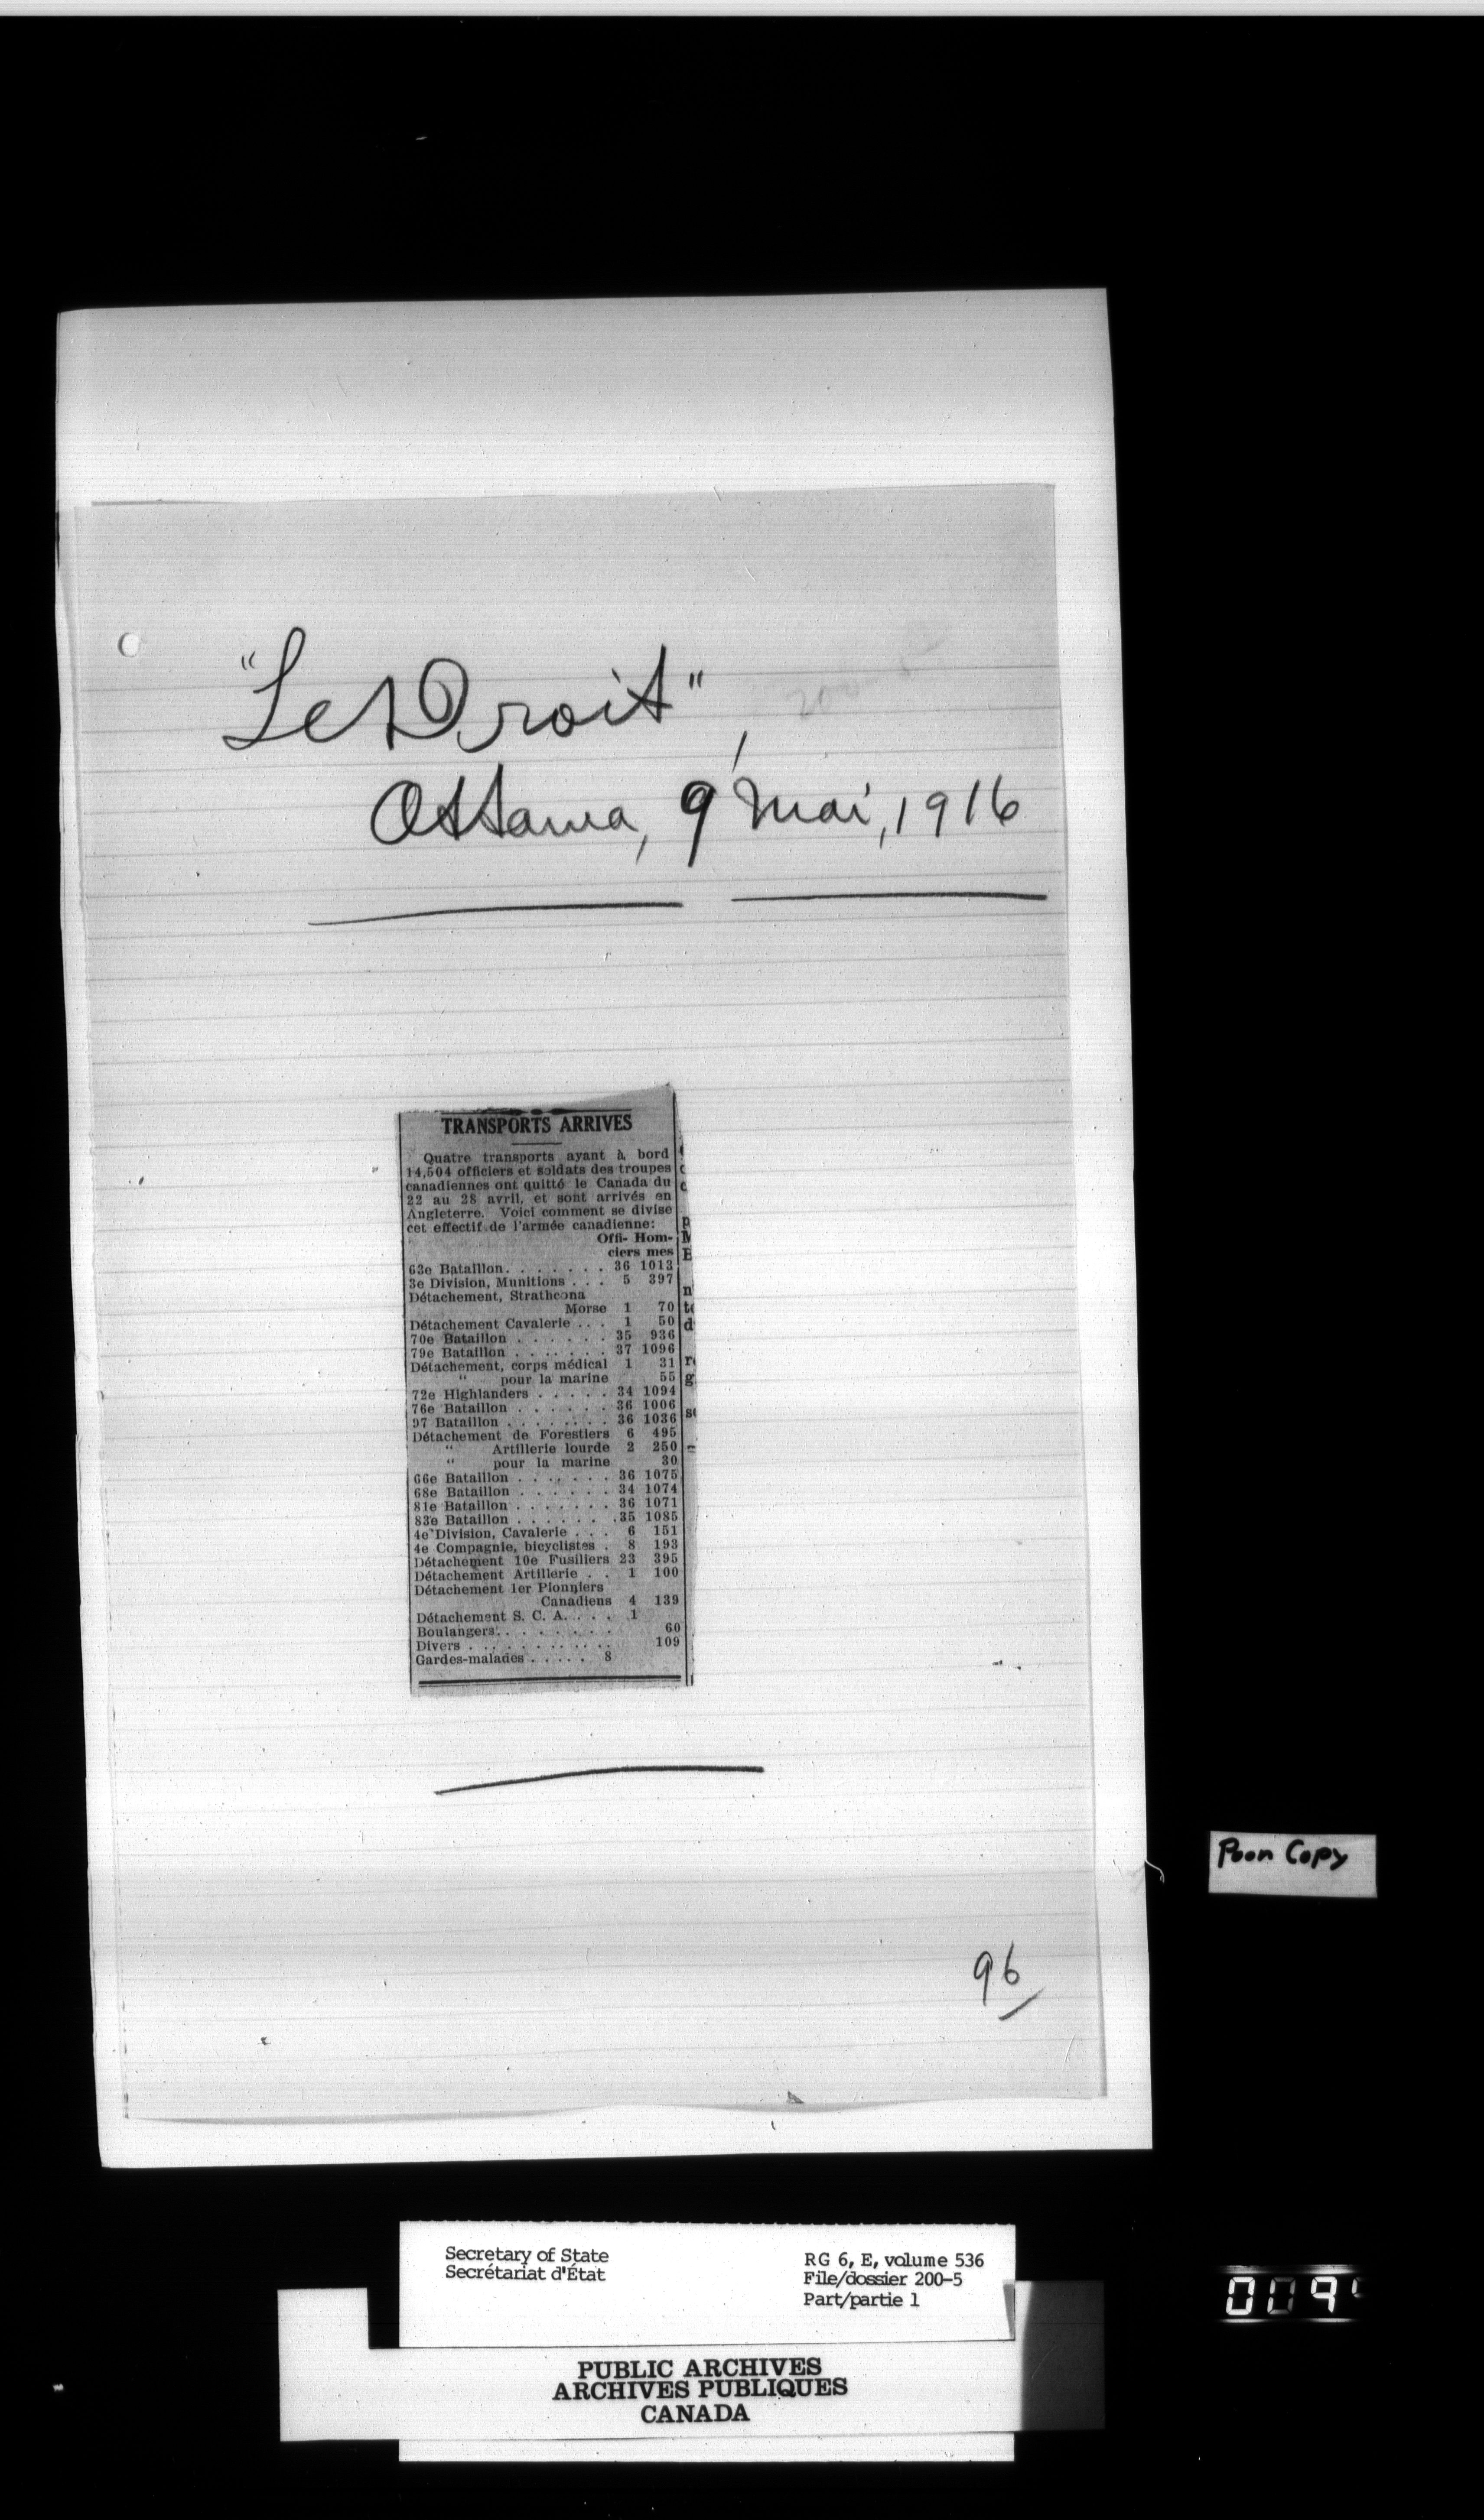 "Le Droit",
Ottawa, 9 Mai, 1916
TRANSPORTS ARRIVES
Quatre transports ayant à bord
14,504 officiers et soldats des troupes
canadiennes ont quitté le Canada du
22 au 28 avril, et sont arrivés en
Angleterre. Voici comment se divise
cet effectif de l'armée canadienne:
Offi- Hom-
ciers mes
63e Bataillon. . . . . . . 36 1013
3e Division, Munitions . . . 5 397
Détachement, Strathcona
Morse 1 70
Détachement Cavalerie . . . 1 50
70e Bataillon . . . . . . 35 936
79e Bataillon . . . . . . . 37 1096
Détachement, corps médical 1 31
" pour la marine 55
72e Highlanders . . . . . 34 1094
76e Bataillon . . . . . . 36 1006
97 Bataillon . . . . . . . . 36 1036
Détachement de Forestiers 6 495
" Artillerie lourde 2 250
" pour la marine 30
66e Bataillon . . . . . . . 36 1075
68e Bataillon . . . . . . 34 1074
81e Bataillon . . . . . . . 36 1071
83e Bataillon . . . . . . . 35 1085
4e Division, Cavalerie . . . 6 151
4e Compagnie, bicyclistes . 8 193
Détachement 10e Fusiliers 23 395
Détachement Artillerie . . 1 100
Détachement 1er Pionniers
Canadiens 4 139
Détachement S. C. A. . . . 1
Boulangers. . . . . . . . 60
Divers . . . . . . . . . . . 109
Gardes-malades . . . . . 8
Poor Copy
96
Secretary of State
Secrétariat d'État
RG 6, E, volume 536
File/dossier 200-5
Part/partie 1
PUBLIC ARCHIVES
ARCHIVES PUBLIQUES
CANADA